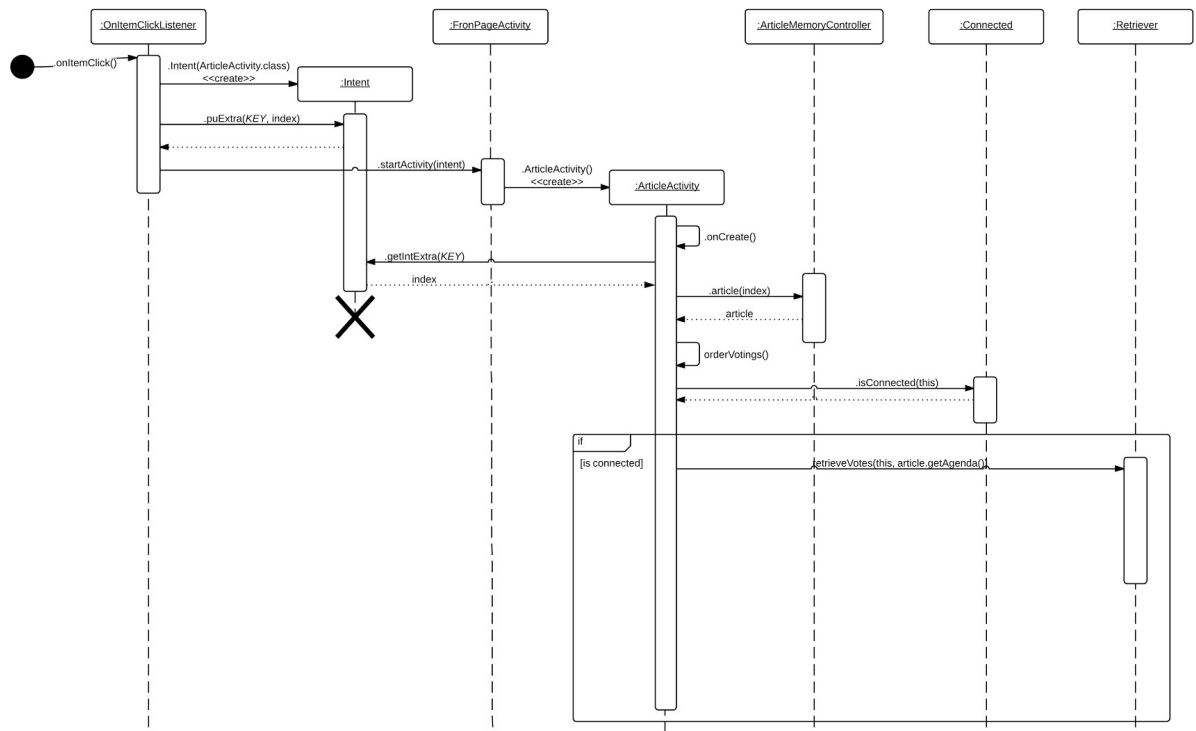 :OnItemClickListener
:FronPageActivity
:ArticleMemoryController
:Connected
:Retriever
.onItemClick()
.Intent(ArticleActivity.class)
<<create>>
:Intent
.puExtra(KEY, index)
.startActivity(intent)
.ArticleActivity()
<<create>>
:ArticleActivity
.onCreate()
.getIntExtra(KEY)
index
.article(index)
article
orderVotings()
.isConnected(this)
if
[is connected]
retrieveVotes(this, article.getAgenda())